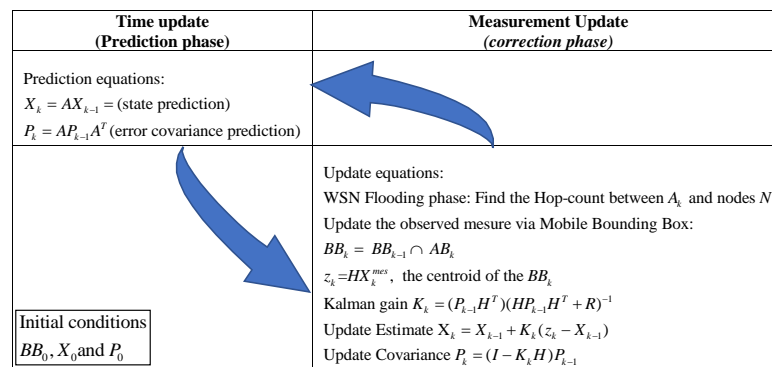 Time update
(Prediction phase)
Measurement Update
(correction phase)
Prediction equations:
X_k = AX_{k-1} = (state prediction)
P_k = AP_{k-1}A^T (error covariance prediction)
Update equations:
WSN Flooding phase: Find the Hop-count between A_k and nodes N
Update the observed mesure via Mobile Bounding Box:
BB_k = BB_{k-1} ∩ AB_k
z_k=HX_k^{mes}, the centroid of the BB_k
Kalman gain K_k = (P_{k-1}H^T)(HP_{k-1}H^T + R)^{-1}
Update Estimate X_k = X_{k-1} + K_k(z_k − X_{k-1})
Update Covariance P_k = (I − K_kH)P_{k-1}
Initial conditions
BB_0, X_0 and P_0